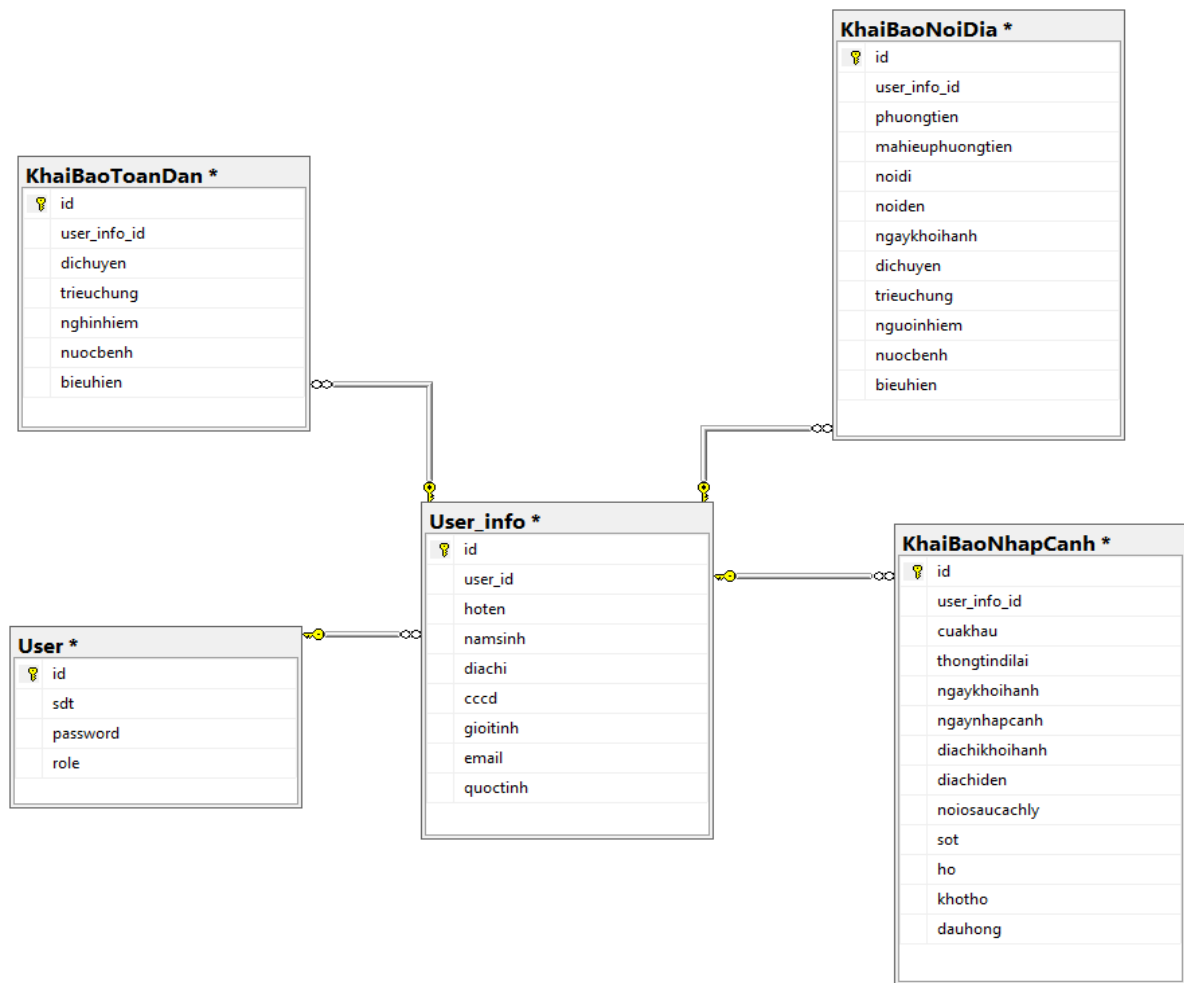 KhaiBaoToanDan *
id
user_info_id
dichuyen
trieuchung
nghinhiem
nuocbenh
bieuhien
KhaiBaoNoiDia *
id
user_info_id
phuongtien
mahieuphuongtien
noidi
noiden
ngaykhoihanh
dichuyen
trieuchung
nguoinhiem
nuocbenh
bieuhien
User *
id
sdt
password
role
User_info *
id
user_id
hoten
namsinh
diachi
cccd
gioitinh
email
quoctinh
KhaiBaoNhapCanh *
id
user_info_id
cuakhau
thongtindilai
ngaykhoihanh
ngaynhapcanh
diachikhoihanh
diachiden
noiosaucachly
sot
ho
khotho
dauhong